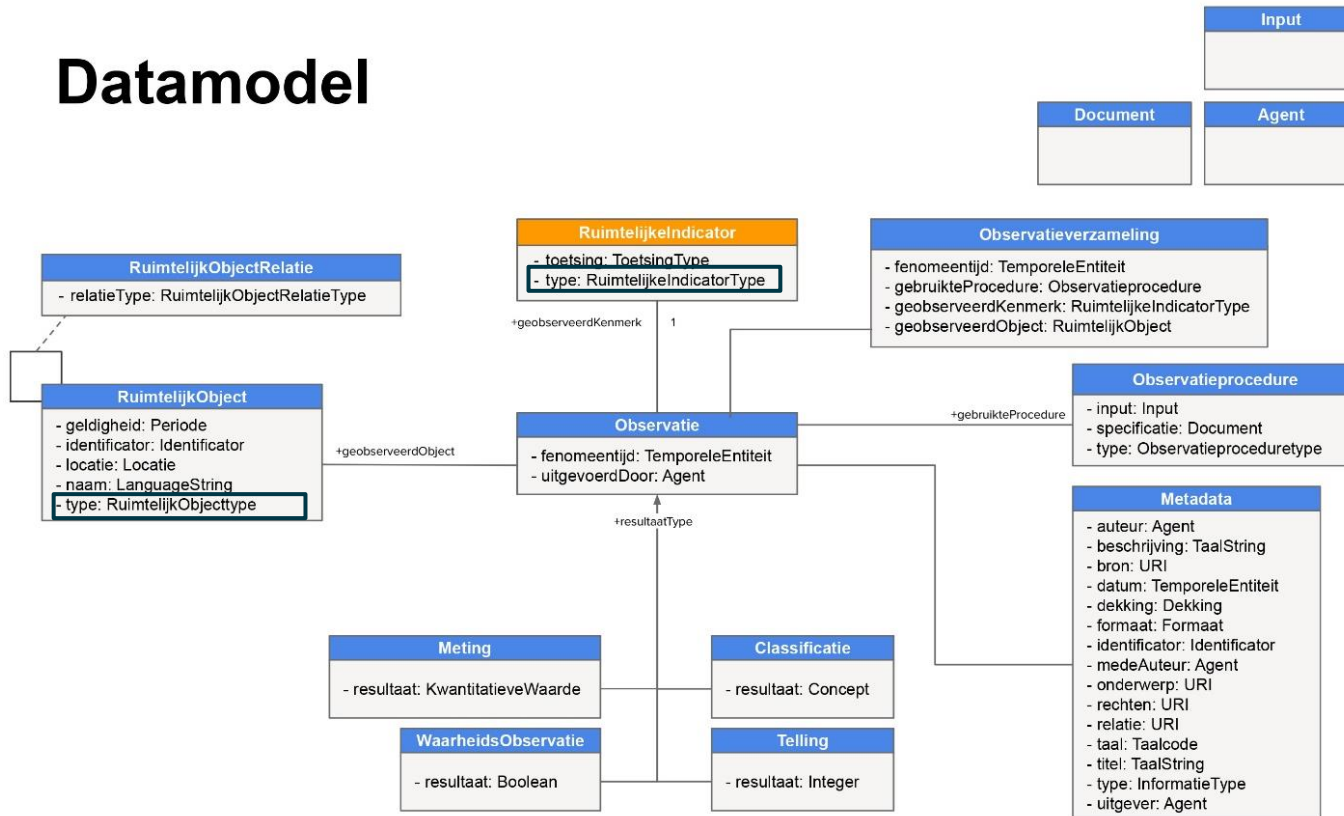 Datamodel
Input
Document
Agent
RuimtelijkeIndicator
- toetsing: ToetsingType
- type: RuimtelijkeIndicatorType
Observatieverzameling
- fenomeentijd: TemporeleEntiteit
- gebruikteProcedure: Observatieprocedure
- geobserveerdKenmerk: RuimtelijkeIndicatorType
- geobserveerdObject: RuimtelijkObject
RuimtelijkObjectRelatie
- relatieType: RuimtelijkObjectRelatieType
+geobserveerdKenmerk
1
RuimtelijkObject
- geldigheid: Periode
- identificator: Identificator
- locatie: Locatie
- naam: LanguageString
- type: RuimtelijkObjecttype
+geobserveerdObject
Observatie
- fenomeentijd: TemporeleEntiteit
- uitgevoerdDoor: Agent
+gebruikteProcedure
Observatieprocedure
- input: Input
- specificatie: Document
- type: Observatieproceduretype
+resultaatType
Metadata
- auteur: Agent
- beschrijving: TaalString
- bron: URI
- datum: TemporeleEntiteit
- dekking: Dekking
- formaat: Formaat
- identificator: Identificator
- medeAuteur: Agent
- onderwerp: URI
- rechten: URI
- relatie: URI
- taal: Taalcode
- titel: TaalString
- type: InformatieType
- uitgever: Agent
Meting
- resultaat: KwantitatieveWaarde
Classificatie
- resultaat: Concept
WaarheidsObservatie
- resultaat: Boolean
Telling
- resultaat: Integer